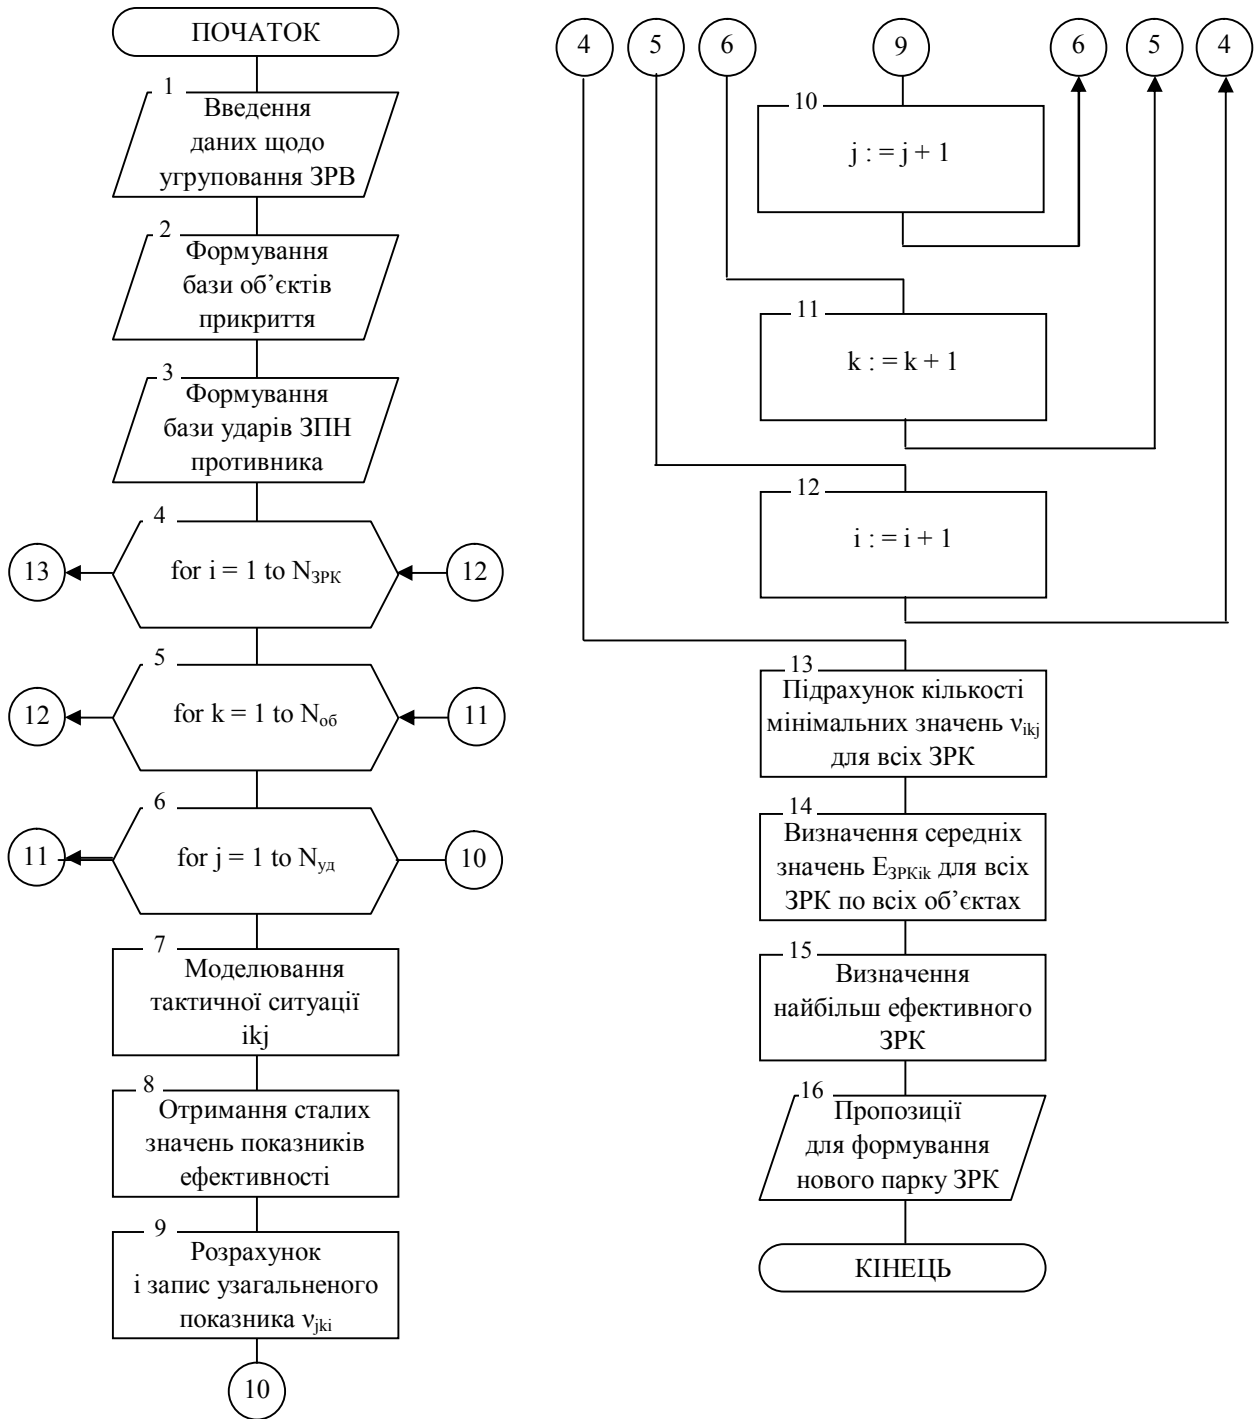 ПОЧАТОК
1
Введення
даних щодо
угруповання ЗРВ
2
Формування
бази об’єктів
прикриття
3
Формування
бази ударів ЗПН
противника
4
13
for i = 1 to NЗРК
12
5
12
for k = 1 to Nоб
11
6
11
for j = 1 to Nуд
10
7
Моделювання
тактичної ситуації
ikj
8
Отримання сталих
значень показників
ефективності
9
Розрахунок
і запис узагальненого
показника νjki
10
4
5
6
9
6
5
4
10
j : = j + 1
11
k : = k + 1
12
i : = i + 1
13
Підрахунок кількості
мінімальних значень νikj
для всіх ЗРК
14
Визначення середніх
значень EЗРКik для всіх
ЗРК по всіх об’єктах
15
Визначення
найбільш ефективного
ЗРК
16
Пропозиції
для формування
нового парку ЗРК
КІНЕЦЬ